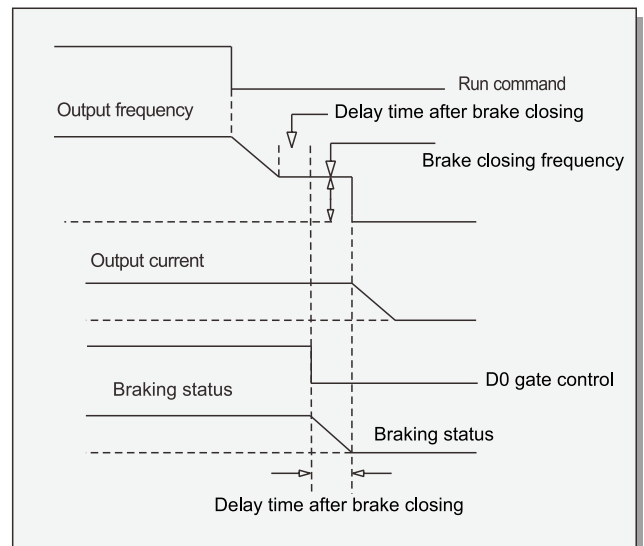 Run command
Output frequency
Delay time after brake closing
Brake closing frequency
Output current
D0 gate control
Braking status
Braking status
Delay time after brake closing